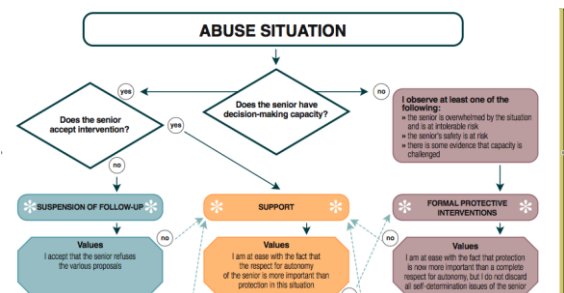 ABUSE SITUATION
yes
no
Does the senior
accept intervention?
Does the senior have
decision-making capacity?
I observe at least one of the
following:
» the senior is overwhelmed by the situation
and is at intolerable risk
» the senior's safety is at risk
» there is some evidence that capacity is
challenged
yes
no
SUSPENSION OF FOLLOW-UP
SUPPORT
FORMAL PROTECTIVE
INTERVENTIONS
Values
I accept that the senior refuses
the various proposals
no
Values
I am at ease with the fact that
the respect for autonomy
of the senior is more important than
protection in this situation
no
Values
I am at ease with the fact that protection
is now more important than a complete
respect for autonomy, but I do not discard
all self-determination issues of the senior